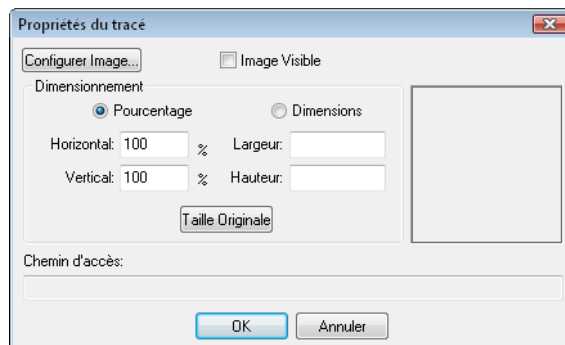 Propriétés du tracé
Configurer Image... Image Visible
Dimensionnement
Pourcentage Dimensions
Horizontal: 100 % Largeur:
Vertical: 100 % Hauteur:
Taille Originale
Chemin d'accès:
OK Annuler